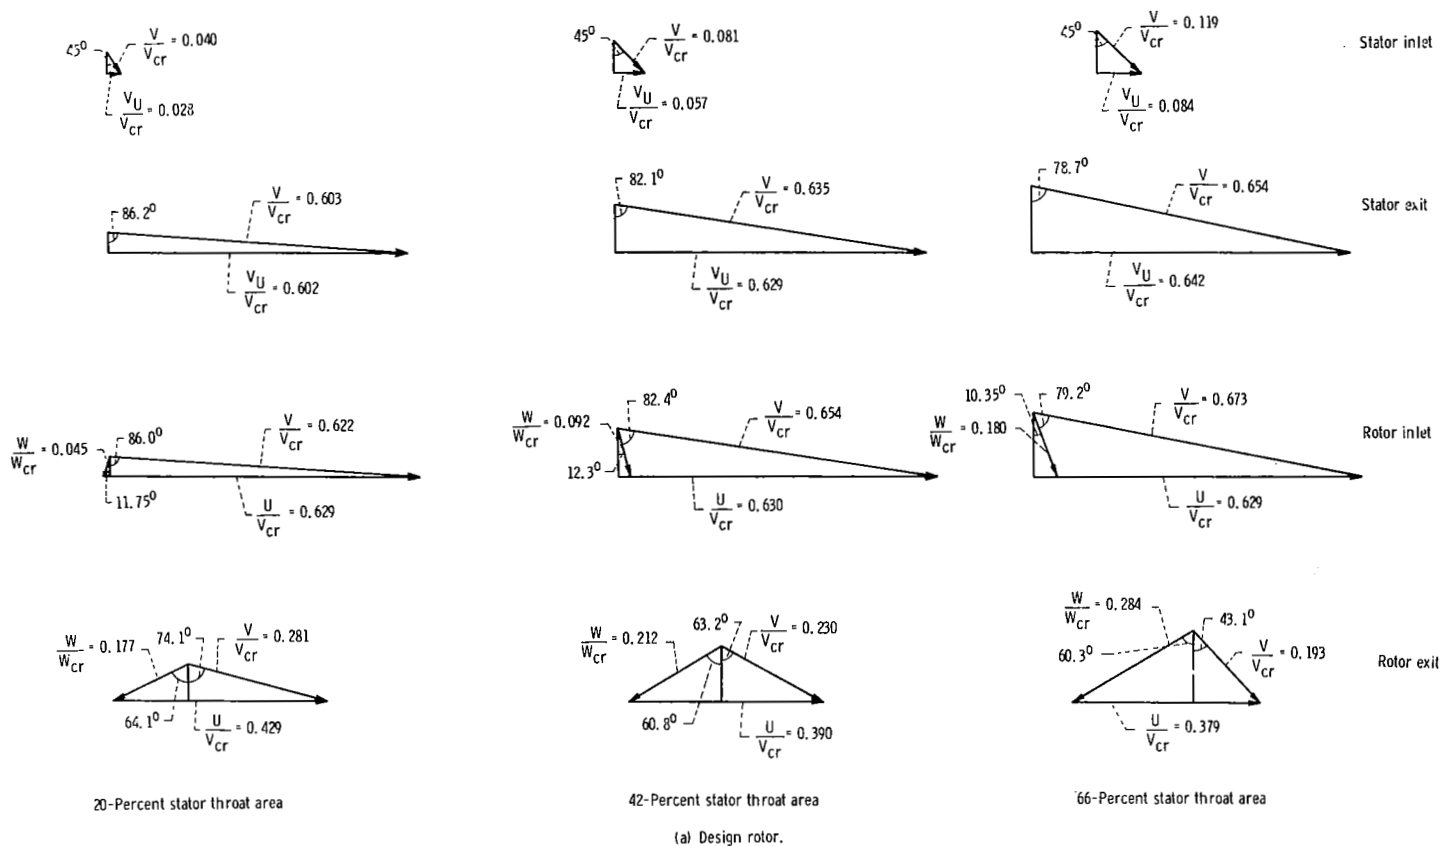 45° V/Vcr = 0.040
VU/Vcr = 0.028
45° V/Vcr = 0.081
VU/Vcr = 0.057
45° V/Vcr = 0.119
VU/Vcr = 0.084
Stator inlet
86.2° V/Vcr = 0.603
VU/Vcr = 0.602
82.1° V/Vcr = 0.635
VU/Vcr = 0.629
78.7° V/Vcr = 0.654
VU/Vcr = 0.642
Stator exit
W/Wcr = 0.045 86.0° V/Vcr = 0.622
11.75° U/Vcr = 0.629
W/Wcr = 0.092 82.4° V/Vcr = 0.654
12.3° U/Vcr = 0.630
W/Wcr = 0.180 10.35° 79.2° V/Vcr = 0.673
U/Vcr = 0.629
Rotor inlet
W/Wcr = 0.177 74.1° V/Vcr = 0.281
64.1° U/Vcr = 0.429
W/Wcr = 0.212 63.2° V/Vcr = 0.230
60.8° U/Vcr = 0.390
W/Wcr = 0.284 43.1°
60.3° V/Vcr = 0.193
U/Vcr = 0.379
Rotor exit
20-Percent stator throat area
42-Percent stator throat area
66-Percent stator throat area
(a) Design rotor.